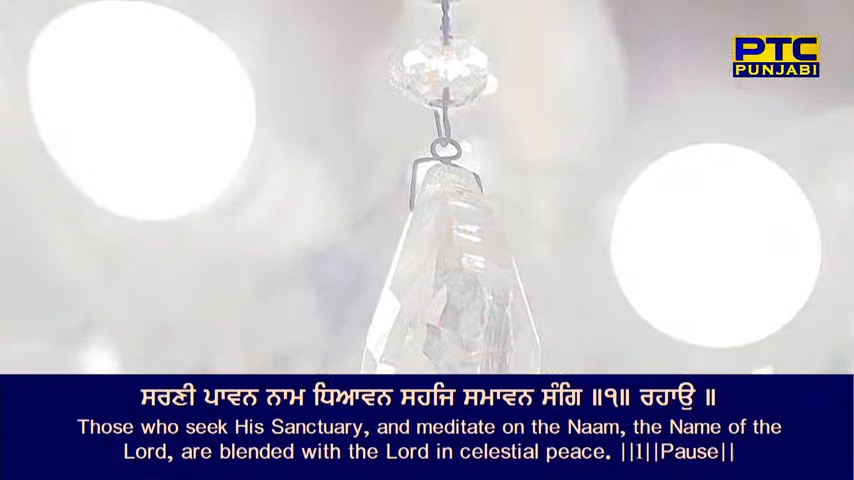 PTC
PUNJABI
ਸਰਣੀ ਪਾਵਨ ਨਾਮ ਧਿਆਵਨ ਸਹਜਿ ਸਮਾਵਨ ਸੰਗਿ ॥੧॥ ਰਹਾਉ ॥
Those who seek His Sanctuary, and meditate on the Naam, the Name of the
Lord, are blended with the Lord in celestial peace. ||1||Pause||